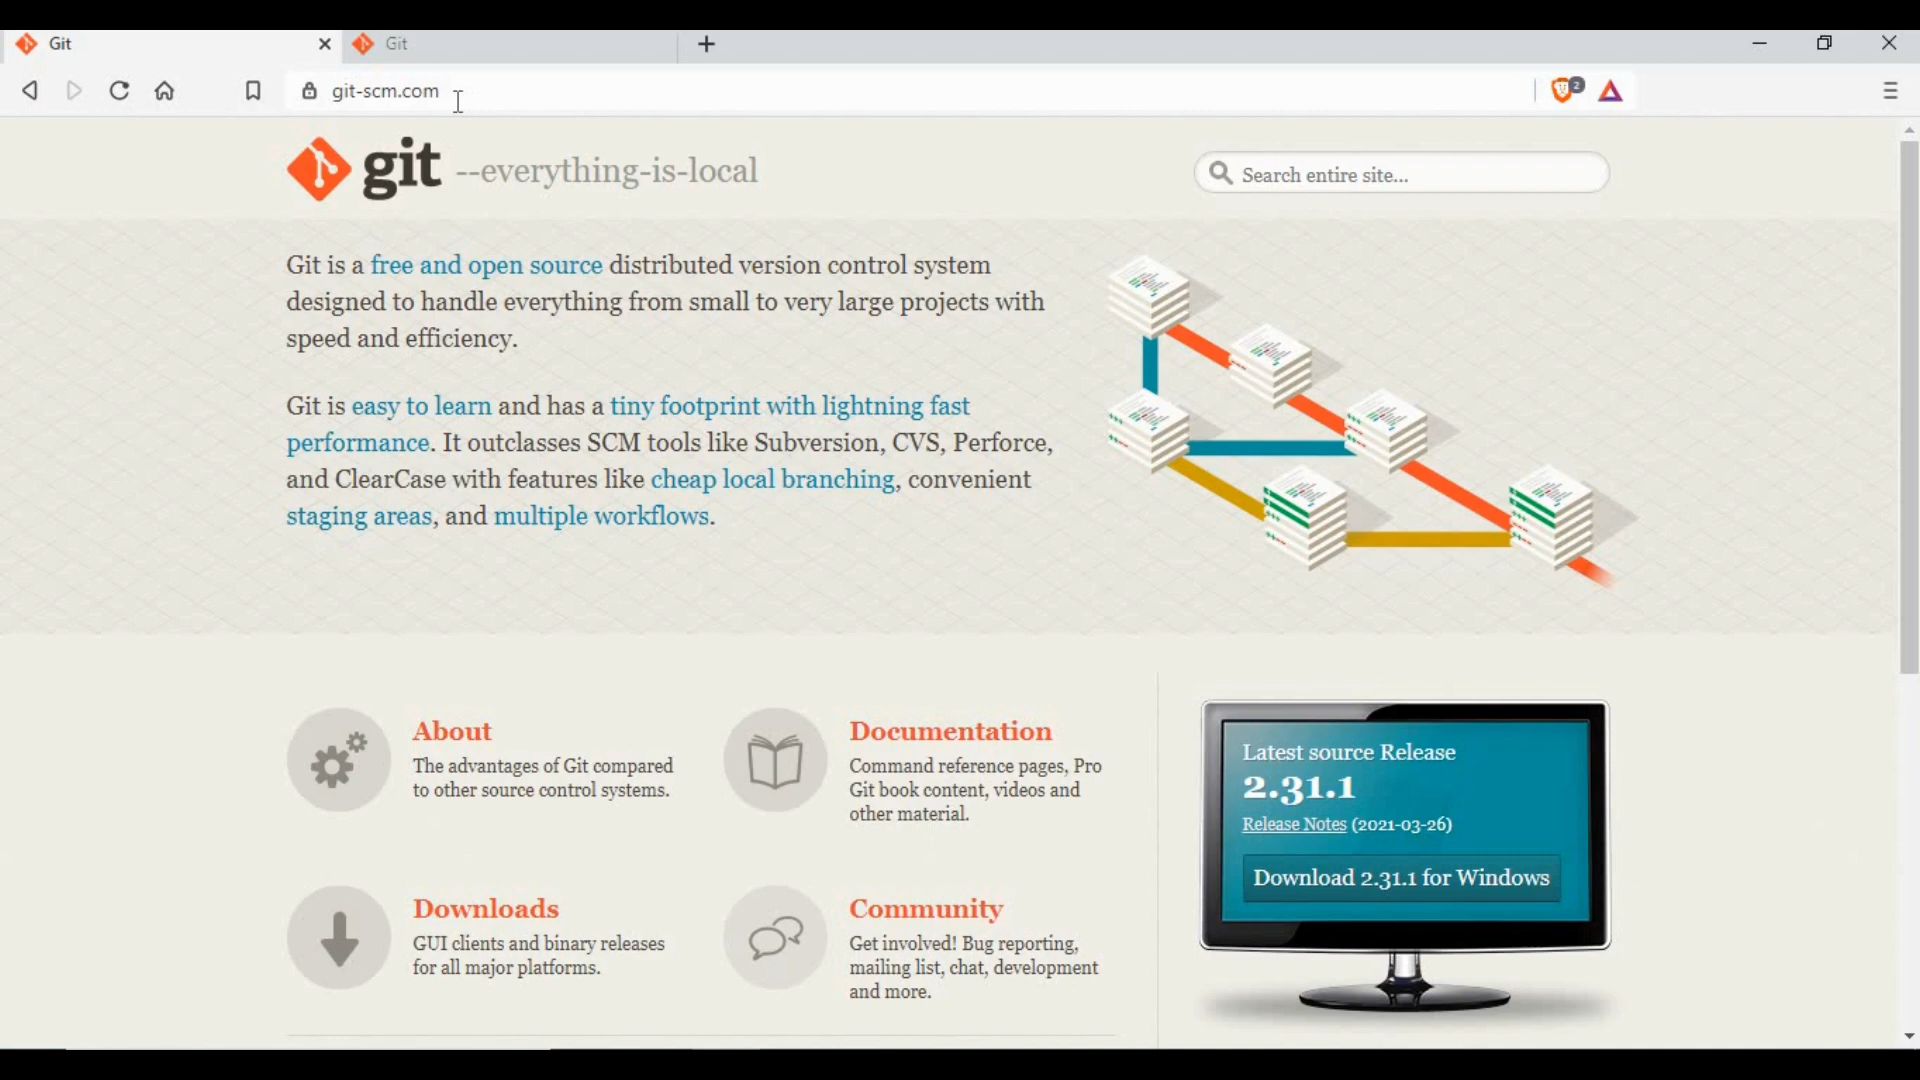 Git
Git
git-scm.com
2
git --everything-is-local
Search entire site...
Git is a free and open source distributed version control system
designed to handle everything from small to very large projects with
speed and efficiency.
Git is easy to learn and has a tiny footprint with lightning fast
performance. It outclasses SCM tools like Subversion, CVS, Perforce,
and ClearCase with features like cheap local branching, convenient
staging areas, and multiple workflows.
About
The advantages of Git compared
to other source control systems.
Documentation
Command reference pages, Pro
Git book content, videos and
other material.
Downloads
GUI clients and binary releases
for all major platforms.
Community
Get involved! Bug reporting,
mailing list, chat, development
and more.
Latest source Release
2.31.1
Release Notes (2021-03-26)
Download 2.31.1 for Windows